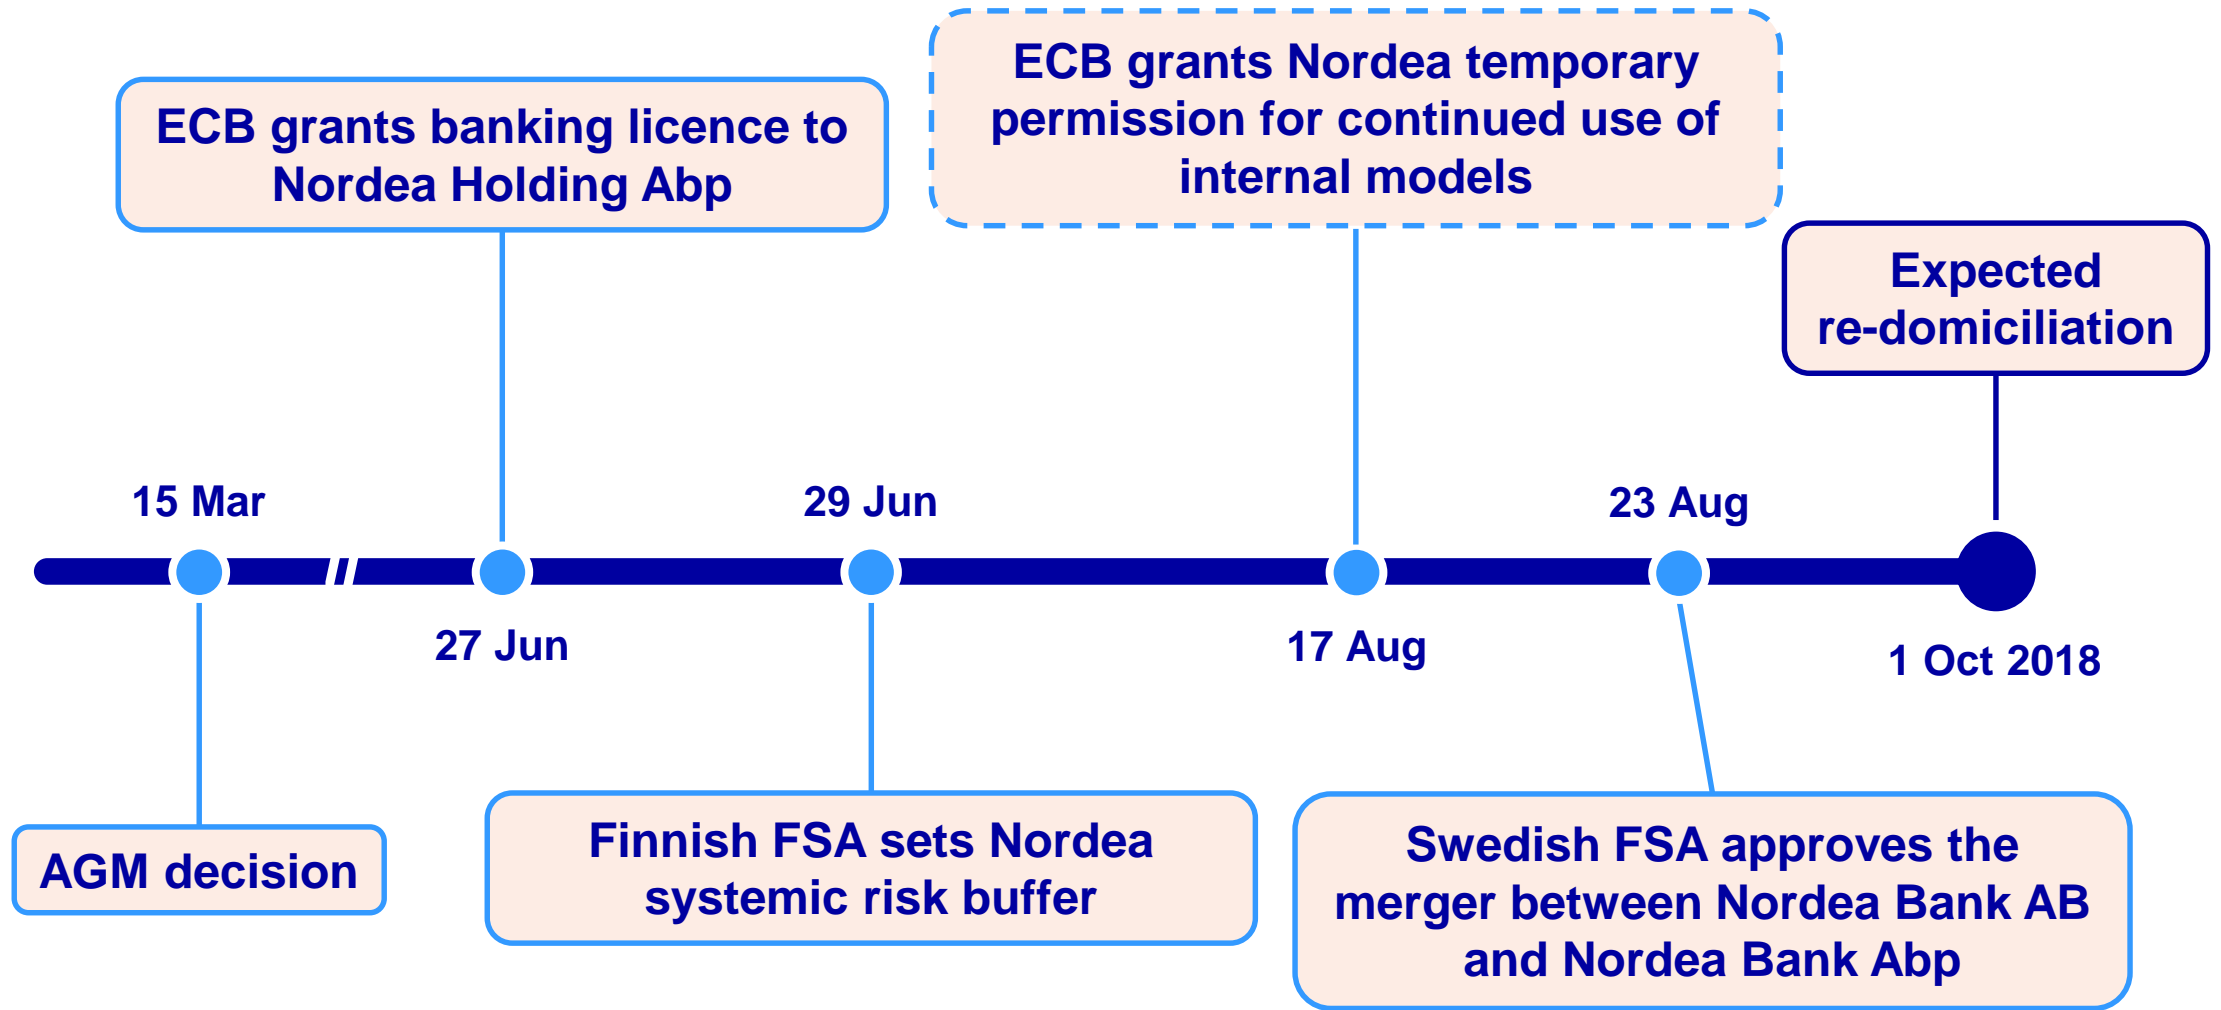 ECB grants banking licence to
Nordea Holding Abp
ECB grants Nordea temporary
permission for continued use of
internal models
Expected
re-domiciliation
15 Mar
29 Jun
23 Aug
27 Jun
17 Aug
1 Oct 2018
AGM decision
Finnish FSA sets Nordea
systemic risk buffer
Swedish FSA approves the
merger between Nordea Bank AB
and Nordea Bank Abp